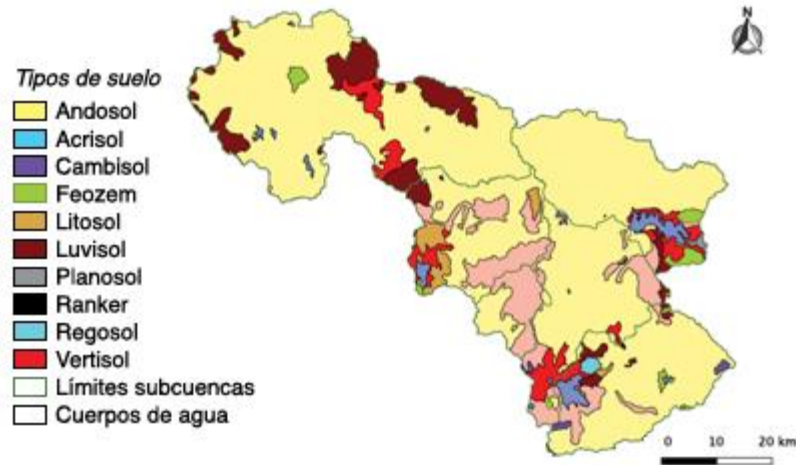 N
Tipos de suelo
Andosol
Acrisol
Cambisol
Feozem
Litosol
Luvisol
Planosol
Ranker
Regosol
Vertisol
Límites subcuencas
Cuerpos de agua
0 10 20 km